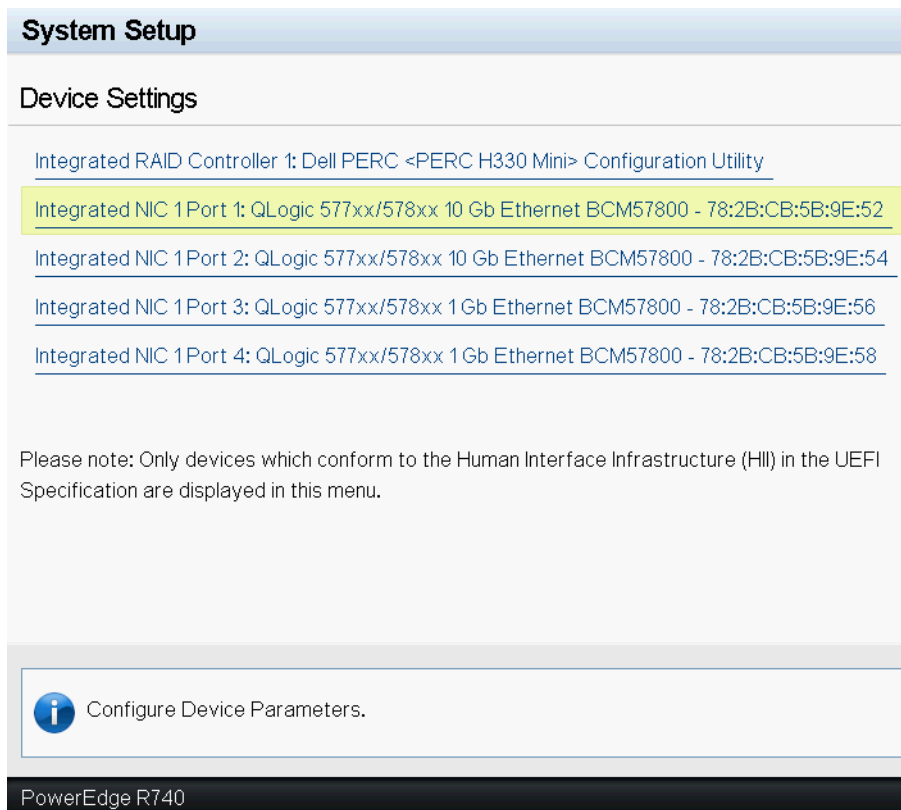 System Setup
Device Settings
Integrated RAID Controller 1: Dell PERC <PERC H330 Mini> Configuration Utility
Integrated NIC 1 Port 1: QLogic 577xx/578xx 10 Gb Ethernet BCM57800 - 78:2B:CB:5B:9E:52
Integrated NIC 1 Port 2: QLogic 577xx/578xx 10 Gb Ethernet BCM57800 - 78:2B:CB:5B:9E:54
Integrated NIC 1 Port 3: QLogic 577xx/578xx 1 Gb Ethernet BCM57800 - 78:2B:CB:5B:9E:56
Integrated NIC 1 Port 4: QLogic 577xx/578xx 1 Gb Ethernet BCM57800 - 78:2B:CB:5B:9E:58
Please note: Only devices which conform to the Human Interface Infrastructure (HII) in the UEFI
Specification are displayed in this menu.
Configure Device Parameters.
PowerEdge R740